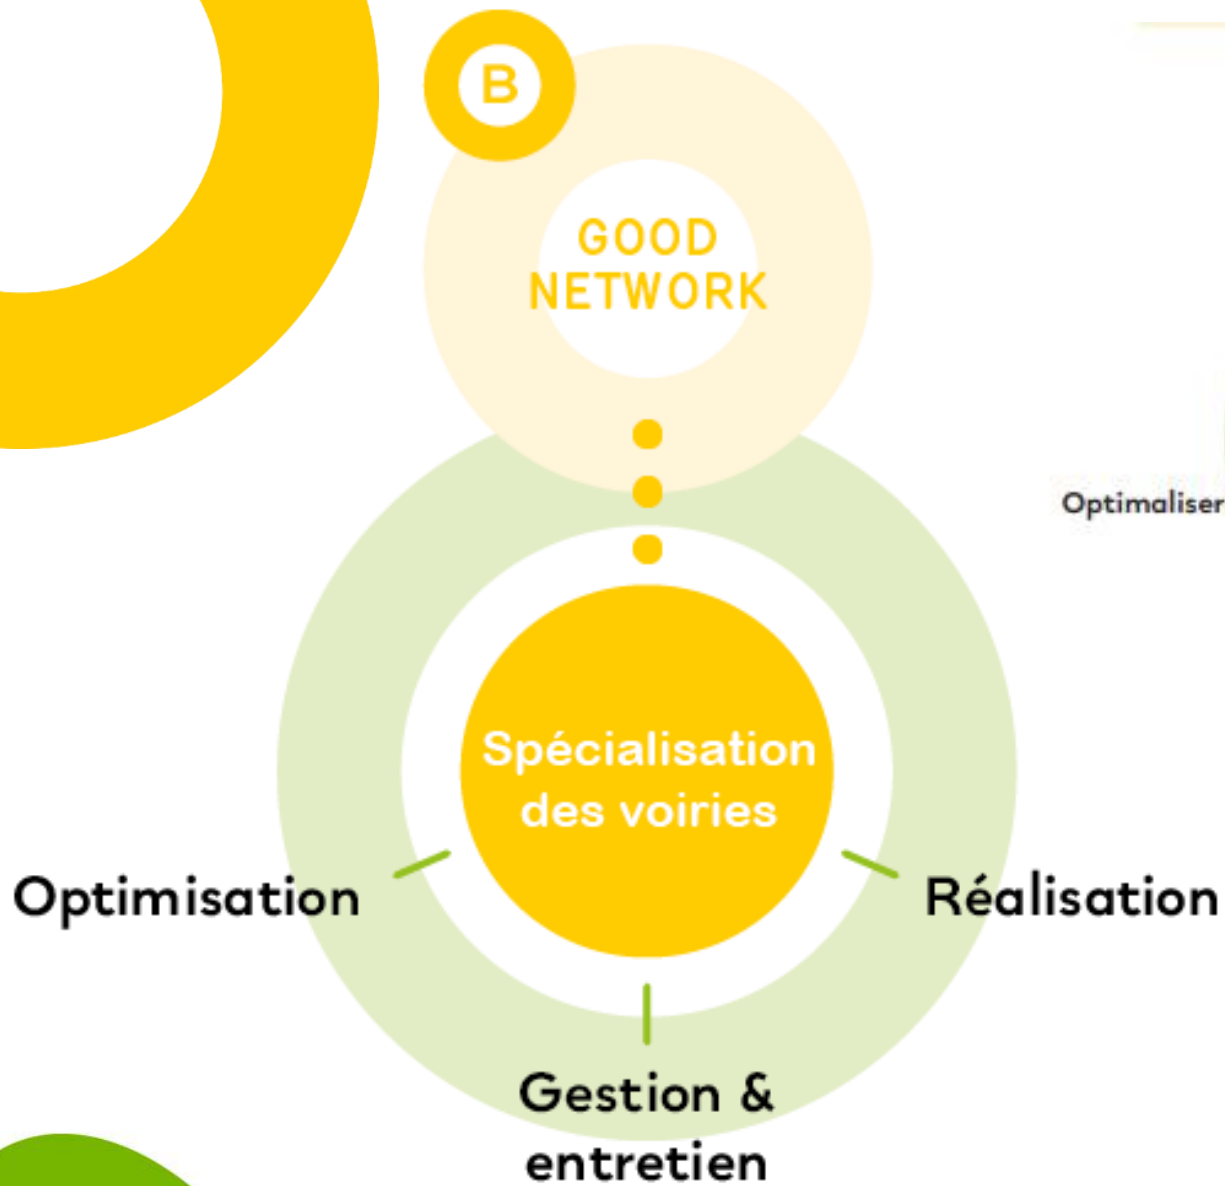 B
GOOD
NETWORK
Optimaliser
Spécialisation
des voiries
Optimisation
Réalisation
Gestion &
entretien